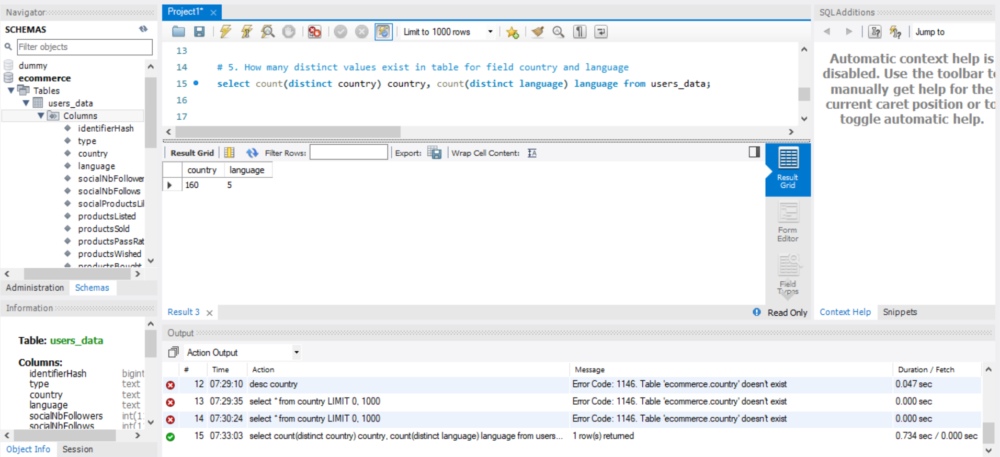 Navigator
SCHEMAS
Filter objects
dummy
ecommerce
Tables
users_data
Columns
identifierHash
type
country
language
socialNbFollower
socialNbFollows
socialProductsLi
productsListed
productsSold
productsPassRat
productsWished
productsBought
Administration Schemas
Information
Table: users_data
Columns:
identifierHash bigint
type text
country text
language text
socialNbFollowers int(1
socialNbFollows int(1
Object Info Session
Project1*
Limit to 1000 rows
13
14 # 5. How many distinct values exist in table for field country and language
15 select count(distinct country) country, count(distinct language) language from users_data;
16
17
Result Grid Filter Rows: Export: Wrap Cell Content:
country language
160 5
Result
Grid
Form
Editor
Field
Types
Result 3 Read Only
Output
Action Output
# Time Action Message Duration / Fetch
12 07:29:10 desc country Error Code: 1146. Table 'ecommerce.country' doesn't exist 0.047 sec
13 07:29:35 select * from country LIMIT 0, 1000 Error Code: 1146. Table 'ecommerce.country' doesn't exist 0.000 sec
14 07:30:24 select * from country LIMIT 0, 1000 Error Code: 1146. Table 'ecommerce.country' doesn't exist 0.000 sec
15 07:33:03 select count(distinct country) country, count(distinct language) language from users... 1 row(s) returned 0.734 sec / 0.000 sec
SQLAdditions
Jump to
Automatic context help is
disabled. Use the toolbar to
manually get help for the
current caret position or to
toggle automatic help.
Context Help Snippets